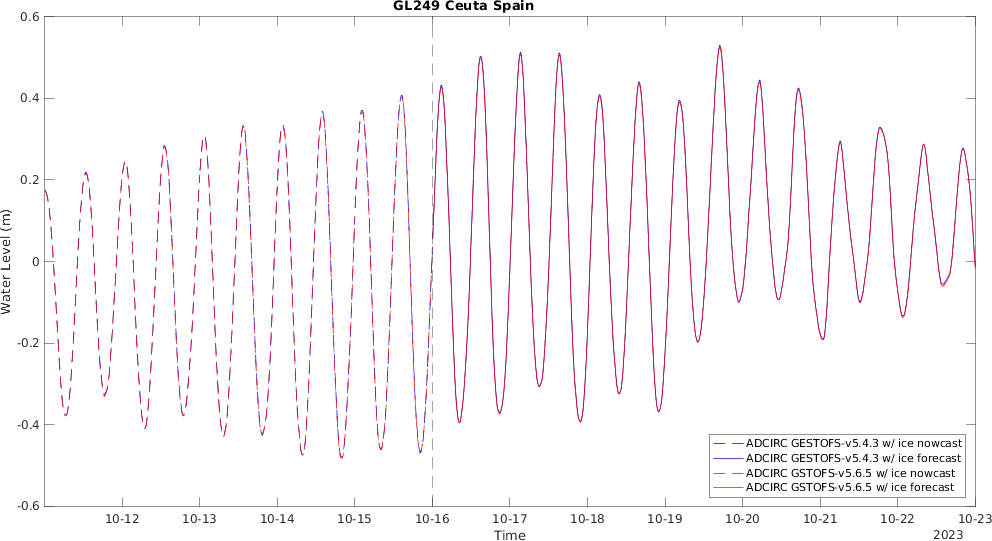 GL249 Ceuta Spain
0.6
0.4
0.2
0
-0.2
-0.4
-0.6
Water Level (m)
10-12 10-13 10-14 10-15 10-16 10-17 10-18 10-19 10-20 10-21 10-22 10-23
Time
2023
ADCIRC GESTOFS-v5.4.3 w/ ice nowcast
ADCIRC GESTOFS-v5.4.3 w/ ice forecast
ADCIRC GSTOFS-v5.6.5 w/ ice nowcast
ADCIRC GSTOFS-v5.6.5 w/ ice forecast